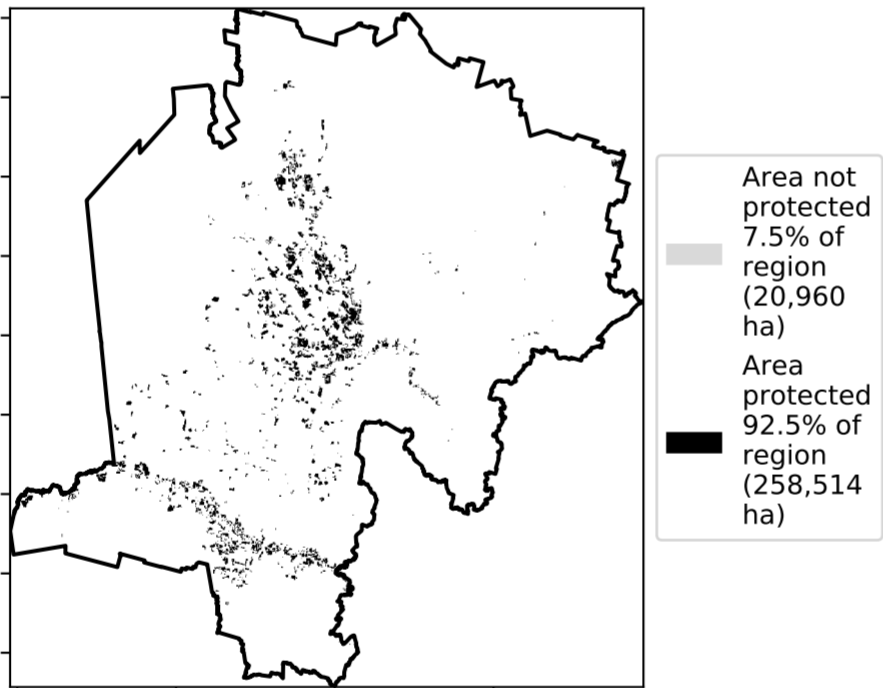 Area not
protected
7.5% of
region
(20,960
ha)
Area
protected
92.5% of
region
(258,514
ha)